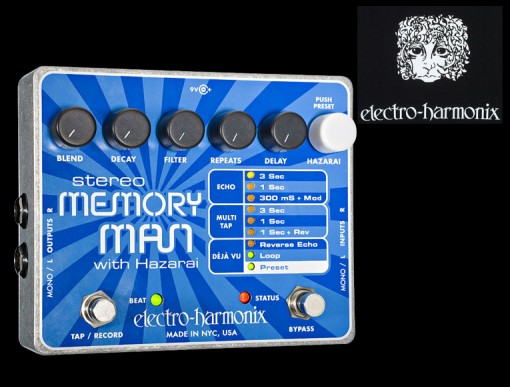 electro-harmonix
9V
PUSH
PRESET
BLEND DECAY FILTER REPEATS DELAY HAZARAI
stereo
MEMORY
MAN
with Hazarai
ECHO
3 Sec
1 Sec
300 mS + Mod
MULTI
TAP
3 Sec
1 Sec
1 Sec + Rev
DÉJÀ VU
Reverse Echo
Loop
Preset
MONO / L OUTPUTS R
MONO / L INPUTS R
BEAT
STATUS
TAP / RECORD
electro-harmonix
BYPASS
MADE IN NYC, USA